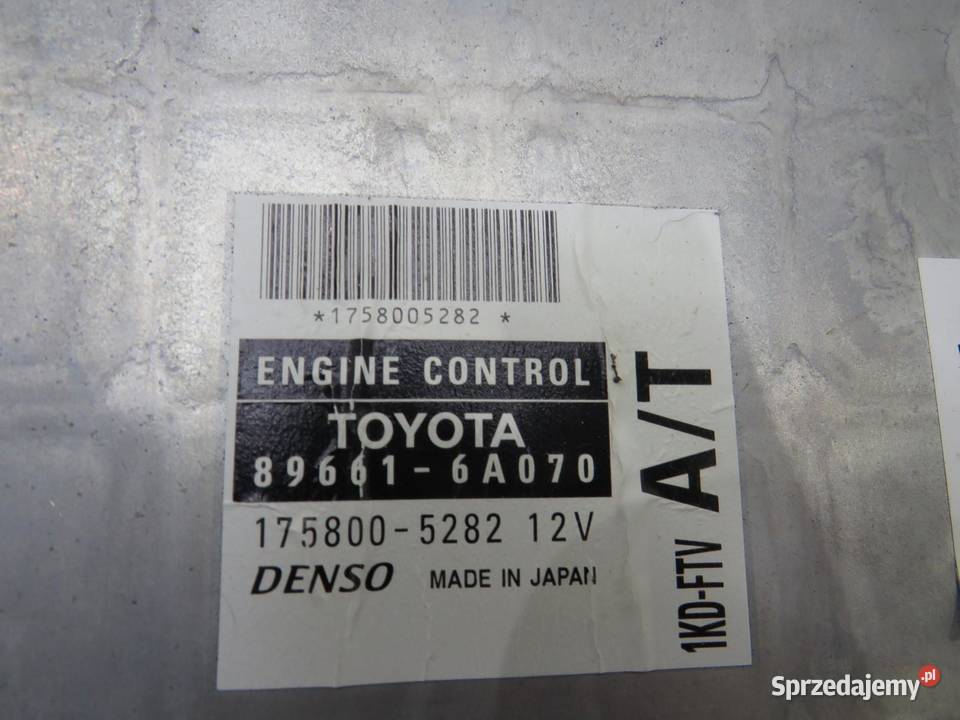 *1758005282 *
ENGINE CONTROL
TOYOTA
89661-6A070
175800-5282 12V
DENSO MADE IN JAPAN
1KD-FTV A/T
Sprzedajemy.pl